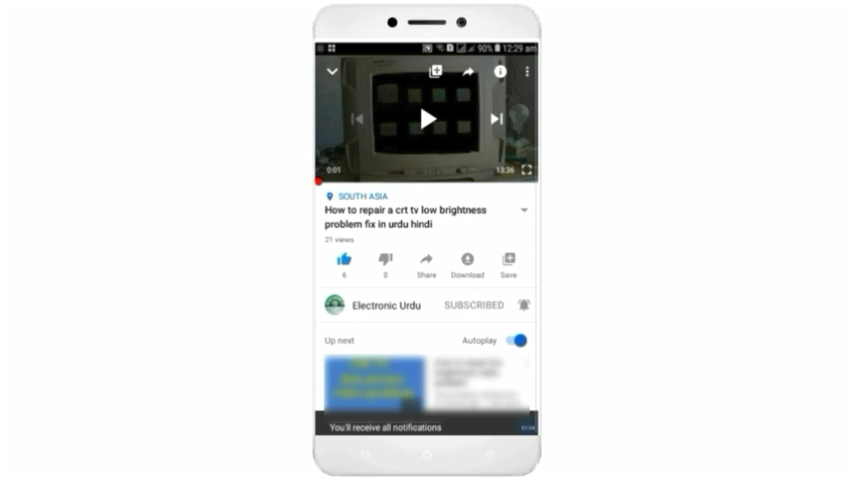 90% 12:29 am
0:01
13:36
SOUTH ASIA
How to repair a crt tv low brightness
problem fix in urdu hindi
21 views
6 0 Share Download Save
Electronic Urdu SUBSCRIBED
Up next Autoplay
You'll receive all notifications